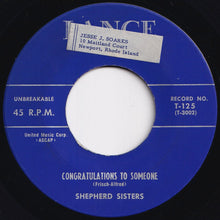 LANCE
JESSE J. SOARES
10 Maitland Court
Newport, Rhode Island
UNBREAKABLE
45 R.P.M.
RECORD NO.
T-125
(T-3002)
United Music Corp.
-ASCAP-
CONGRATULATIONS TO SOMEONE
(Frisch-Alfred)
SHEPHERD SISTERS